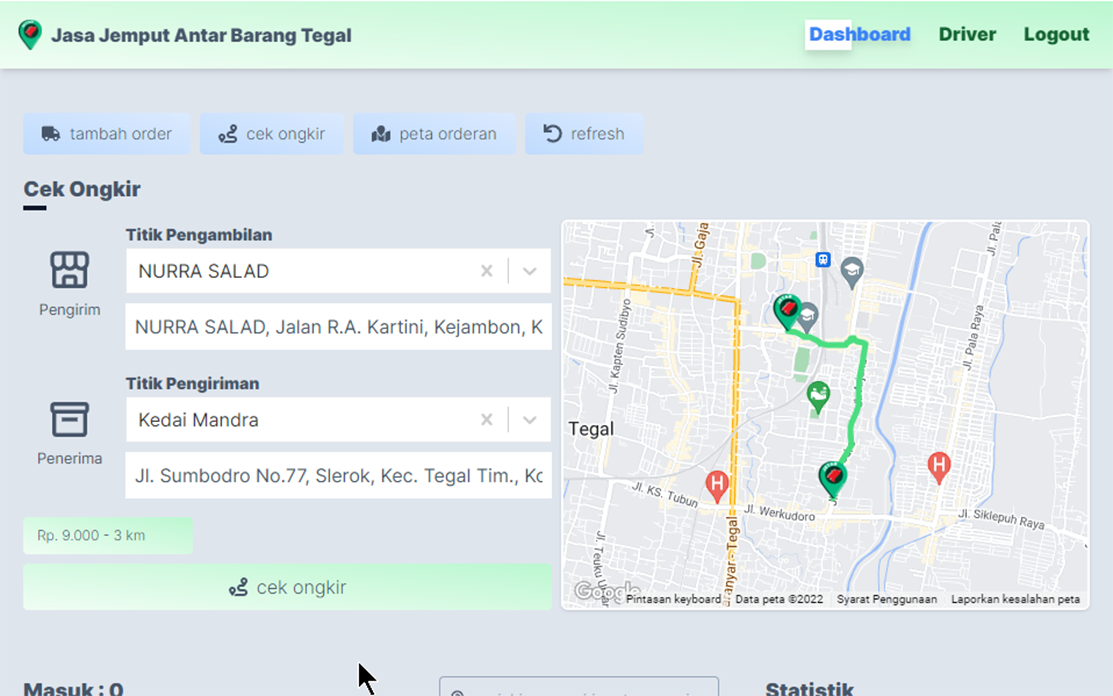 Jasa Jemput Antar Barang Tegal
Dashboard
Driver
Logout
tambah order
cek ongkir
peta orderan
refresh
Cek Ongkir
Titik Pengambilan
NURRA SALAD
Pengirim
NURRA SALAD, Jalan R.A. Kartini, Kejambon, K
Titik Pengiriman
Kedai Mandra
Penerima
Jl. Sumbodro No.77, Slerok, Kec. Tegal Tim., Kc
Rp. 9.000 - 3 km
cek ongkir
Jl. Gaja
Jl. Pala
Jl. Kapten Sudibyo
Jl. Pala Raya
Tegal
H
H
Jl. KS. Tubun
Jl. Werkudoro
Jl. Siklepuh Raya
Jl. Teuku Umar
aranyar - Tegal
Google
Pintasan keyboard
Data peta ©2022
Syarat Penggunaan
Laporkan kesalahan peta
Masuk : 0
Statistik